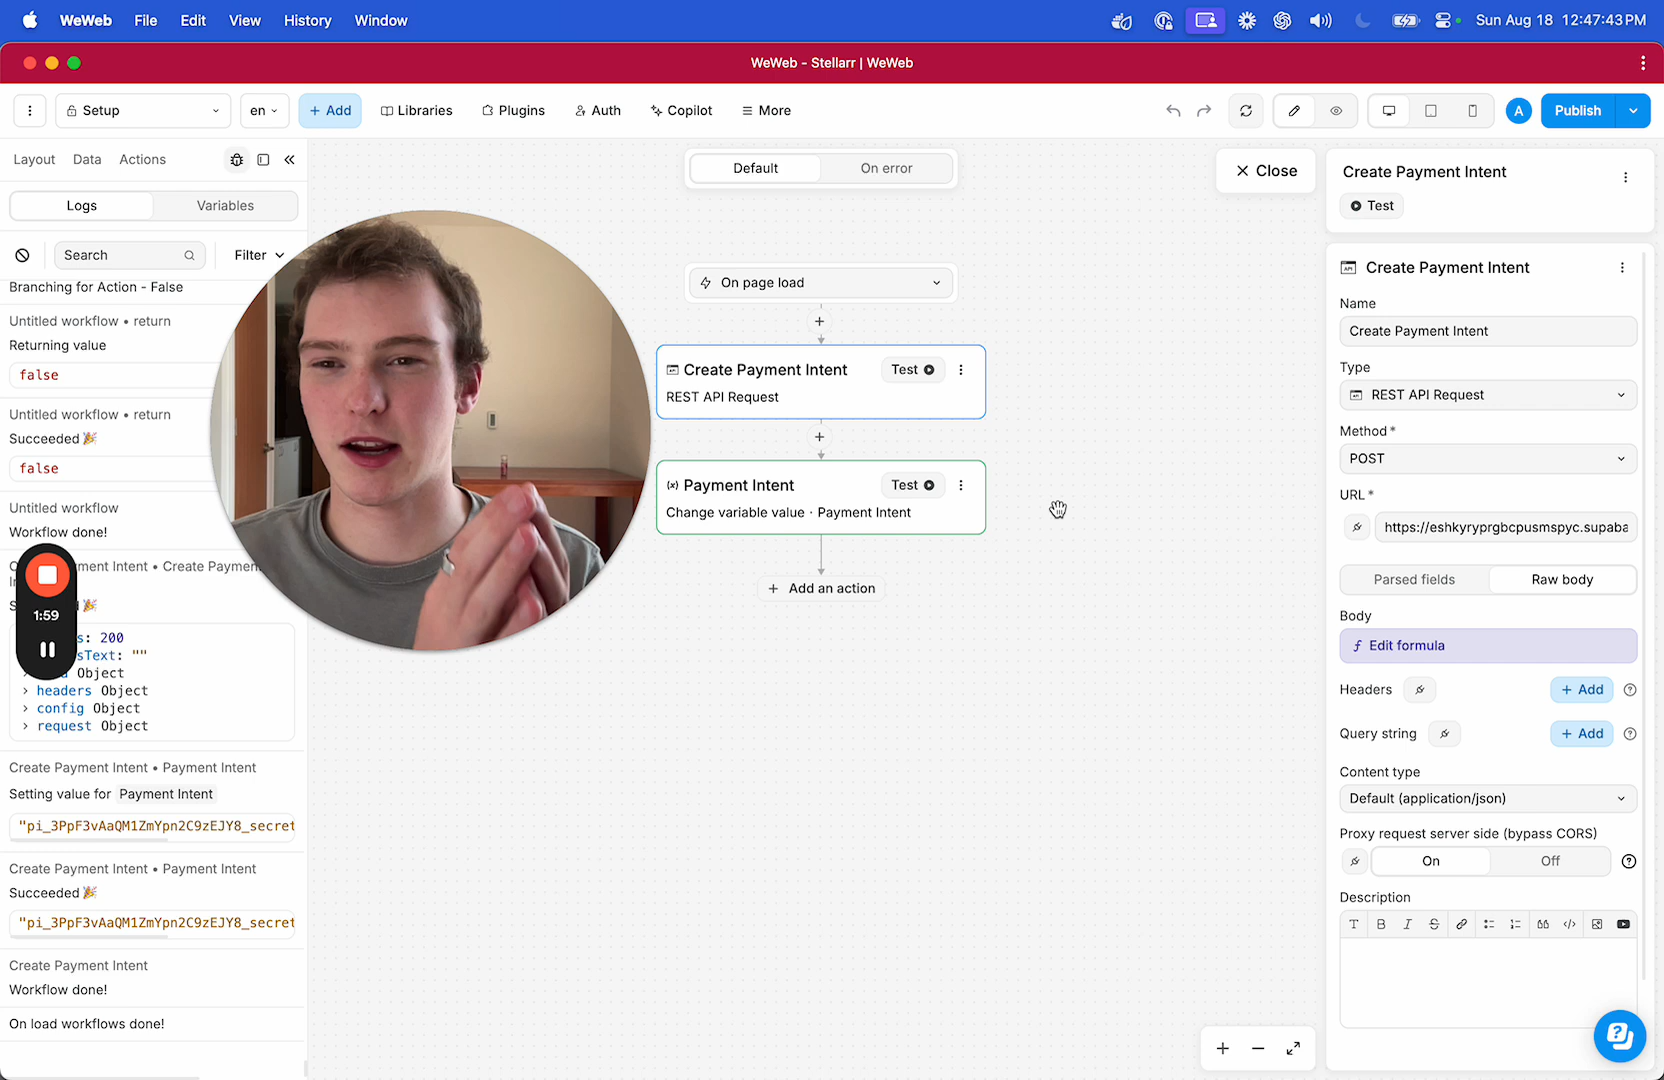 WeWeb File Edit View History Window
Sun Aug 18 12:47:43 PM
WeWeb - Stellarr | WeWeb
Setup
en
+ Add
Libraries
Plugins
Auth
Copilot
More
A
Publish
Layout Data Actions
Logs
Variables
Search
Filter
Branching for Action - False
Untitled workflow • return
Returning value
false
Untitled workflow • return
Succeeded 🎉
false
Untitled workflow
Workflow done!
ment Intent • Create Paymen
1:59
s: 200
sText: ""
Object
> headers Object
> config Object
> request Object
Create Payment Intent • Payment Intent
Setting value for Payment Intent
"pi_3PpF3vAaQM1ZmYpn2C9zEJY8_secret
Create Payment Intent • Payment Intent
Succeeded 🎉
"pi_3PpF3vAaQM1ZmYpn2C9zEJY8_secret
Create Payment Intent
Workflow done!
On load workflows done!
Default
On error
Close
On page load
Create Payment Intent
Test
REST API Request
(x) Payment Intent
Test
Change variable value · Payment Intent
+ Add an action
Create Payment Intent
Test
API
Create Payment Intent
Name
Create Payment Intent
Type
REST API Request
Method *
POST
URL *
https://eshkyryprgbcpusmspyc.supaba
Parsed fields
Raw body
Body
Edit formula
Headers
+ Add
Query string
+ Add
Content type
Default (application/json)
Proxy request server side (bypass CORS)
On
Off
Description